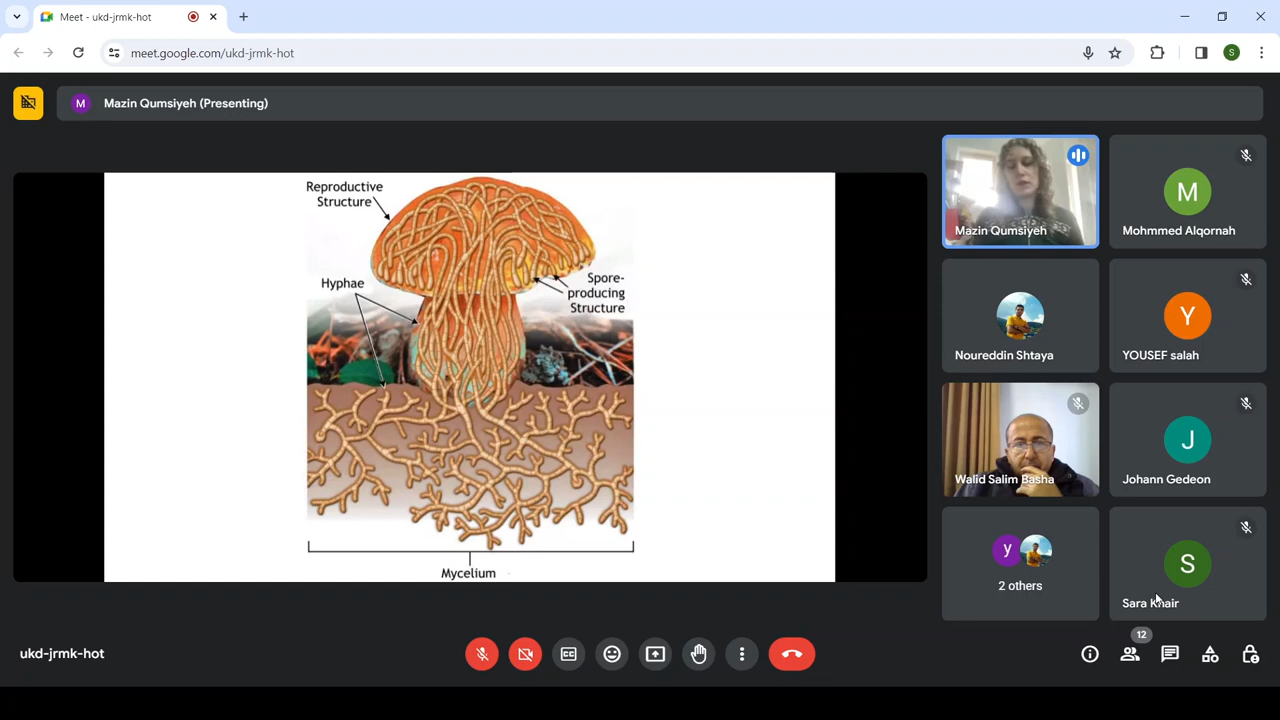 Meet - ukd-jrmk-hot
meet.google.com/ukd-jrmk-hot
S
M
Mazin Qumsiyeh (Presenting)
Reproductive
Structure
Hyphae
Spore-
producing
Structure
Mycelium
Mazin Qumsiyeh
M
Mohmmed Alqornah
Noureddin Shtaya
Y
YOUSEF salah
Walid Salim Basha
J
Johann Gedeon
y
2 others
S
Sara Khair
ukd-jrmk-hot
12